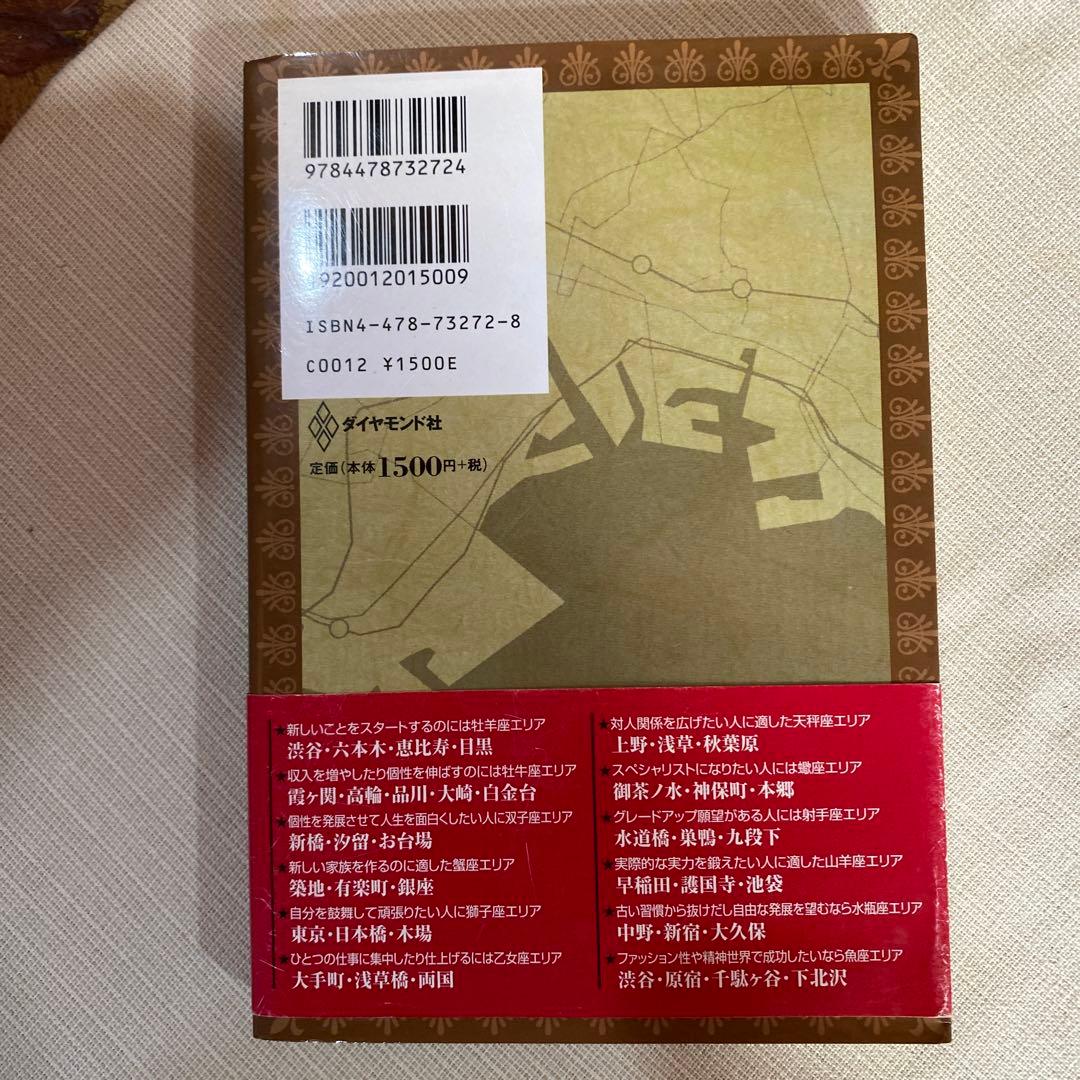 9784478732724
1920012015009
ISBN4-478-73272-8
C0012 ¥1500E
ダイヤモンド社
定価(本体1500円+税)
★新しいことをスタートするのには牡羊座エリア
渋谷・六本木・恵比寿・目黒
★収入を増やしたり個性を伸ばすのには牡牛座エリア
霞ヶ関・高輪・品川・大崎・白金台
★個性を発展させて人生を面白くしたい人に双子座エリア
新橋・汐留・お台場
★新しい家族を作るのに適した蟹座エリア
築地・有楽町・銀座
★自分を鼓舞して頑張りたい人に獅子座エリア
東京・日本橋・木場
★ひとつの仕事に集中したり仕上げるには乙女座エリア
大手町・浅草橋・両国
★対人関係を広げたい人に適した天秤座エリア
上野・浅草・秋葉原
★スペシャリストになりたい人には蠍座エリア
御茶ノ水・神保町・本郷
★グレードアップ願望がある人には射手座エリア
水道橋・巣鴨・九段下
★実際的な実力を鍛えたい人に適した山羊座エリア
早稲田・護国寺・池袋
★古い習慣から抜けだし自由な発展を望むなら水瓶座エリア
中野・新宿・大久保
★ファッション性や精神世界で成功したいなら魚座エリア
渋谷・原宿・千駄ヶ谷・下北沢